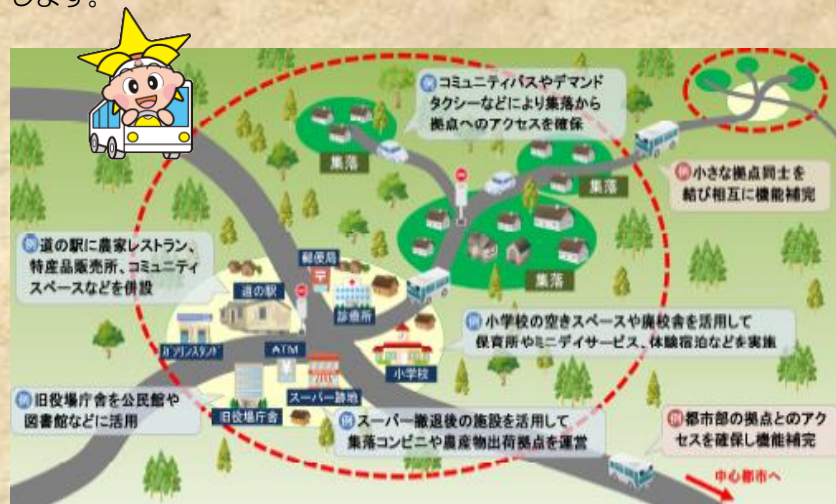 します。
例コミュニティバスやデマンド
タクシーなどにより集落から
拠点へのアクセスを確保
集落
集落
例小さな拠点同士を
結び相互に機能補完
集落
例道の駅に農家レストラン、
特産品販売所、コミュニティ
スペースなどを併設
郵便局
道の駅
診療所
ガソリンスタンド
ATM
小学校
例小学校の空きスペースや廃校舎を活用して
保育所やミニデイサービス、体験宿泊などを実施
旧役場庁舎
スーパー跡地
例旧役場庁舎を公民館や
図書館などに活用
例スーパー撤退後の施設を活用して
集落コンビニや農産物出荷拠点を運営
例都市部の拠点とのアク
セスを確保し機能補完
中心都市へ